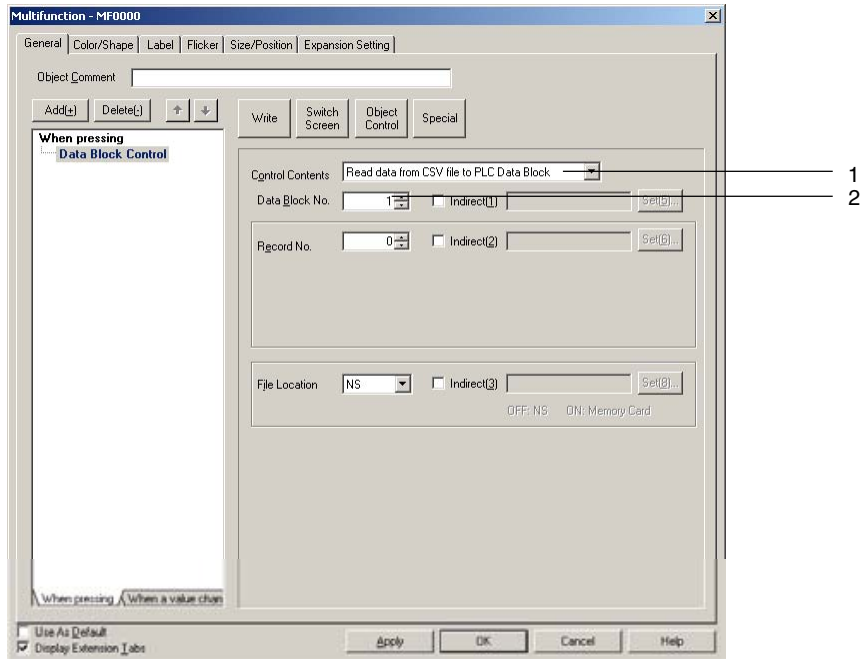 Multifunction - MF0000
General Color/Shape Label Flicker Size/Position Expansion Setting
Object Comment
Add(+) Delete(-)
Write Switch Screen Object Control Special
When pressing
Data Block Control
Control Contents Read data from CSV file to PLC Data Block 1
Data Block No. 1 Indirect(1) Set(5)... 2
Record No. 0 Indirect(2) Set(6)...
File Location NS Indirect(3) Set(8)...
OFF: NS ON: Memory Card
When pressing When a value chan
Use As Default
Display Extension Tabs
Apply OK Cancel Help